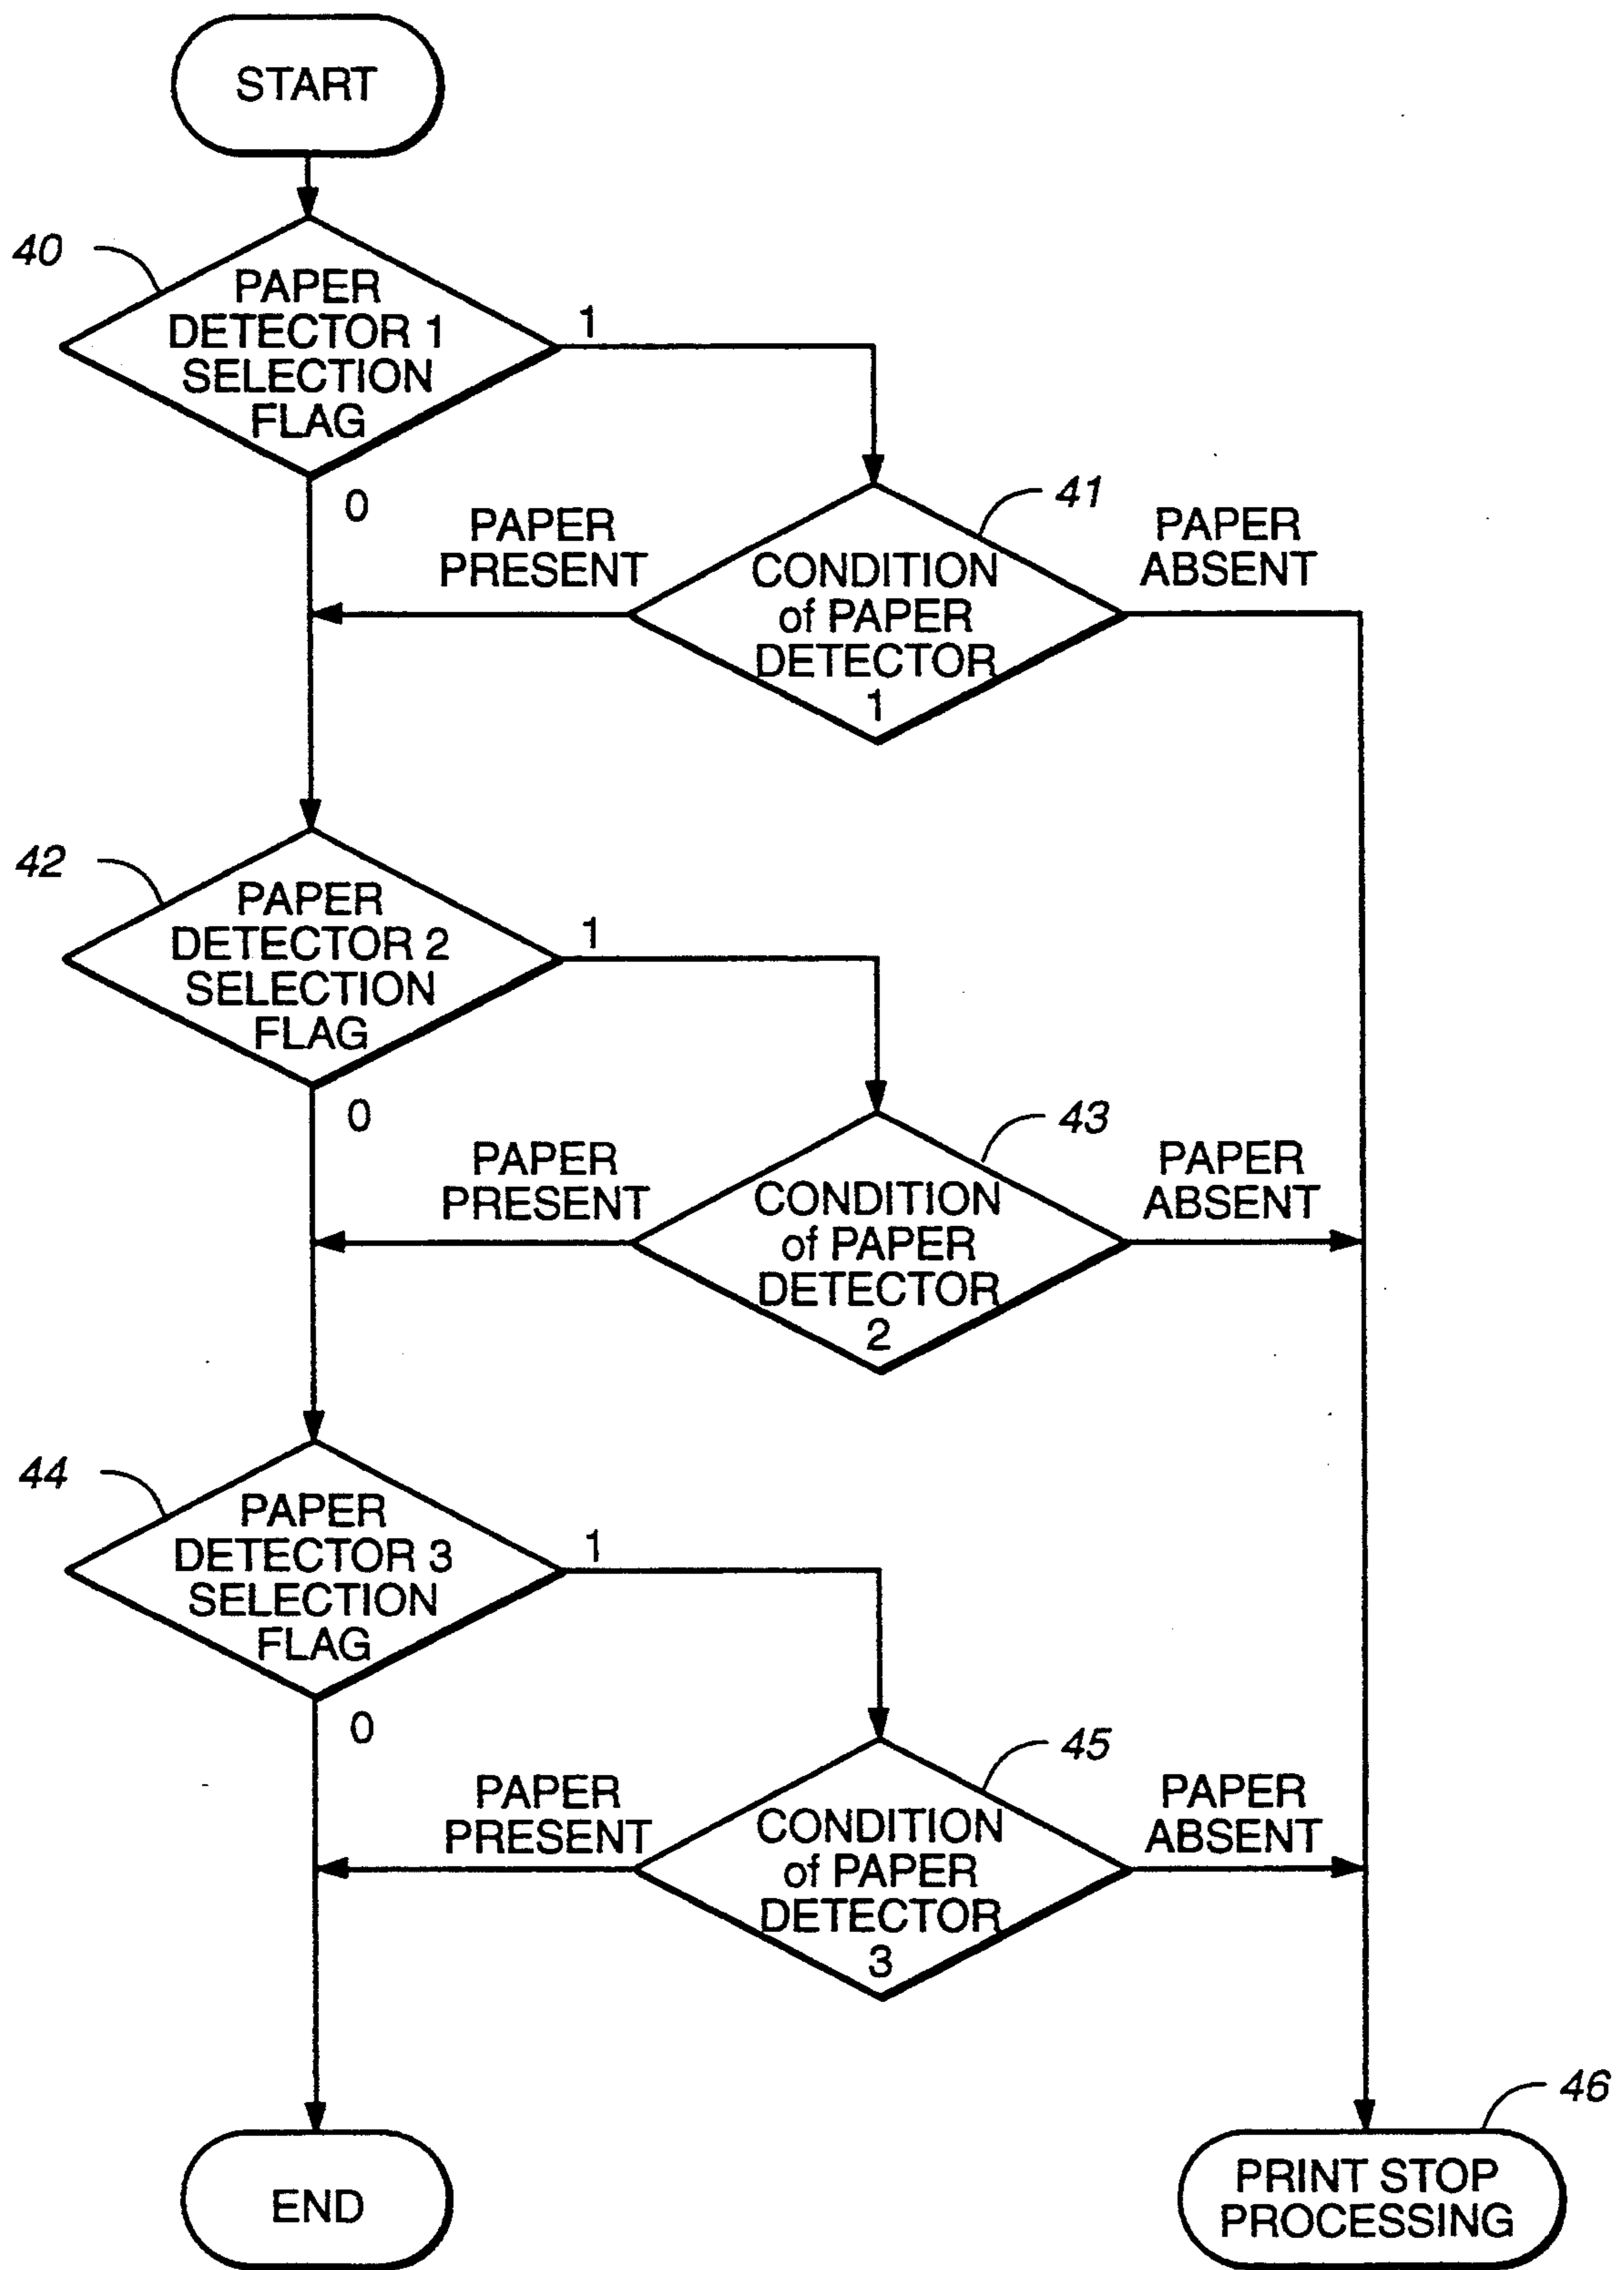 START
40
PAPER
DETECTOR 1
SELECTION
FLAG
1
0
41
PAPER
PRESENT
CONDITION
of PAPER
DETECTOR
1
PAPER
ABSENT
42
PAPER
DETECTOR 2
SELECTION
FLAG
1
0
43
PAPER
PRESENT
CONDITION
of PAPER
DETECTOR
2
PAPER
ABSENT
44
PAPER
DETECTOR 3
SELECTION
FLAG
1
0
45
PAPER
PRESENT
CONDITION
of PAPER
DETECTOR
3
PAPER
ABSENT
46
END
PRINT STOP
PROCESSING